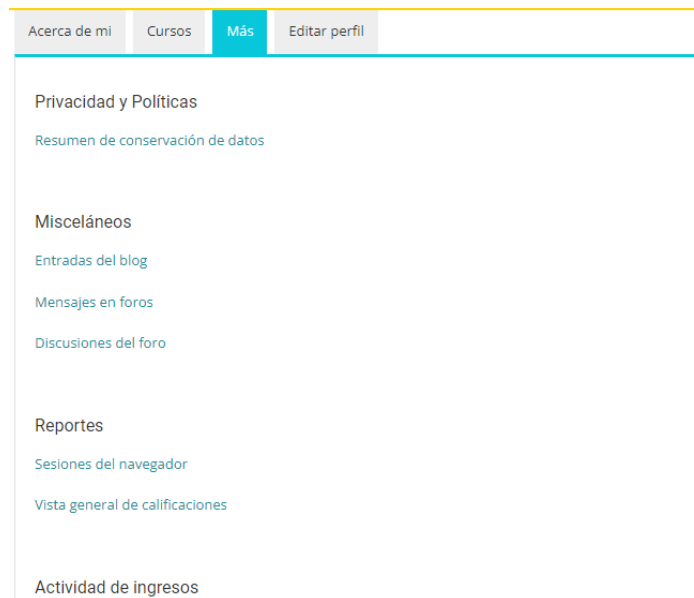 Acerca de mi Cursos Más Editar perfil
Privacidad y Políticas
Resumen de conservación de datos
Misceláneos
Entradas del blog
Mensajes en foros
Discusiones del foro
Reportes
Sesiones del navegador
Vista general de calificaciones
Actividad de ingresos